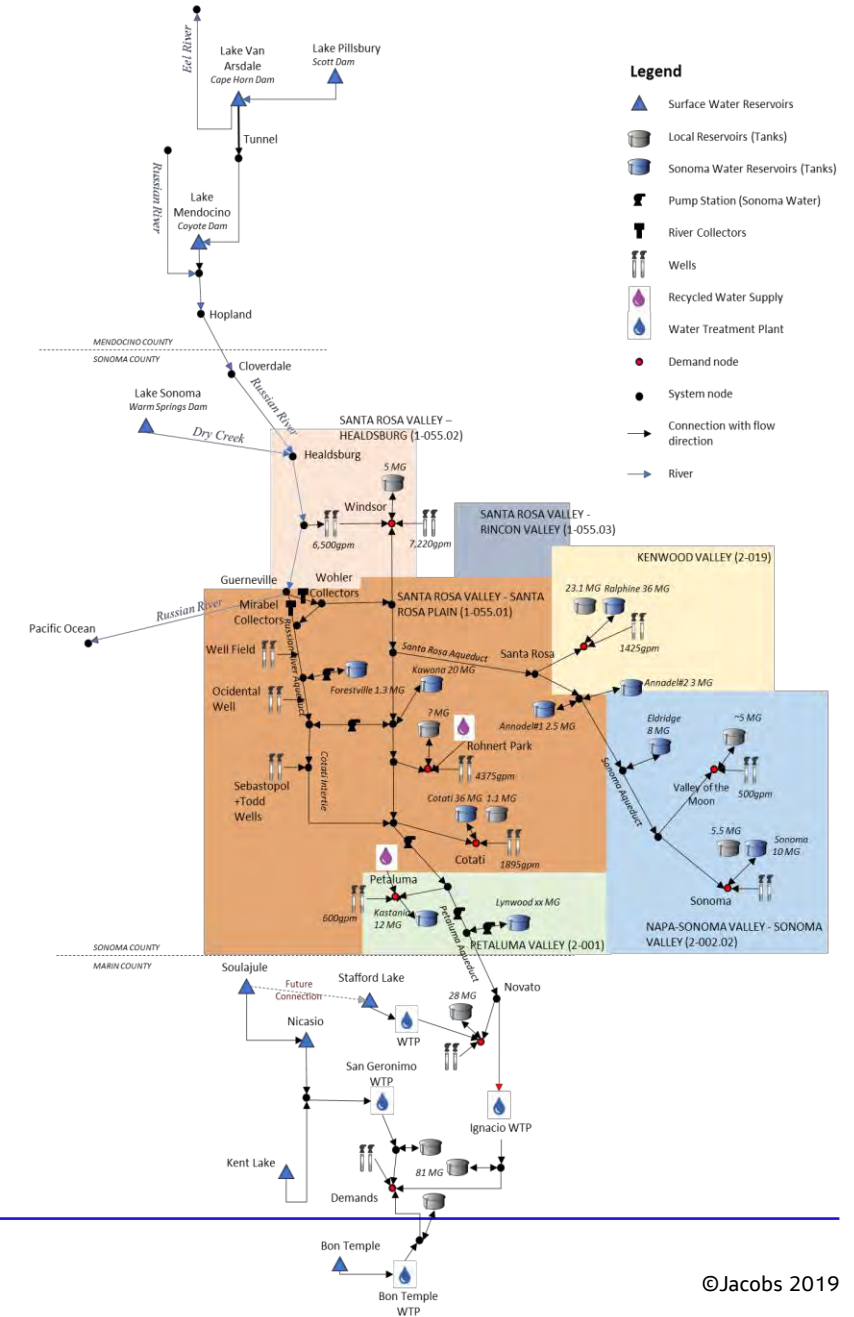 Eel River
Lake Van
Arsdale
Cape Horn Dam
Lake Pillsbury
Scott Dam
Tunnel
Russian River
Lake
Mendocino
Coyote Dam
Hopland
MENDOCINO COUNTY
SONOMA COUNTY
Cloverdale
Russian River
Lake Sonoma
Warm Springs Dam
Dry Creek
Legend
Surface Water Reservoirs
Local Reservoirs (Tanks)
Sonoma Water Reservoirs (Tanks)
Pump Station (Sonoma Water)
River Collectors
Wells
Recycled Water Supply
Water Treatment Plant
Demand node
System node
Connection with flow
direction
River
SANTA ROSA VALLEY –
HEALDSBURG (1-055.02)
Healdsburg
5 MG
Windsor
6,500gpm
7,220gpm
SANTA ROSA VALLEY -
RINCON VALLEY (1-055.03)
KENWOOD VALLEY (2-019)
Guerneville
Wohler
Collectors
Mirabel
Collectors
SANTA ROSA VALLEY - SANTA
ROSA PLAIN (1-055.01)
Russian River
Pacific Ocean
23.1 MG
Ralphine 36 MG
Santa Rosa Aqueduct
Santa Rosa
1425gpm
Well Field
Russian River Aqueduct
Forestville 1.3 MG
Kawana 20 MG
Annadel#2 3 MG
Annadel#1 2.5 MG
Ocidental
Well
? MG
Rohnert Park
4375gpm
Eldridge
8 MG
~5 MG
Valley of the
Moon
500gpm
Sonoma Aqueduct
Sebastopol
+Todd
Wells
Cotati Intertie
Cotati 36 MG
1.1 MG
Cotati
1895gpm
5.5 MG
Sonoma
10 MG
Sonoma
Petaluma
600gpm
Kastania
12 MG
Lynwood xx MG
Petaluma Aqueduct
PETALUMA VALLEY (2-001)
NAPA-SONOMA VALLEY - SONOMA
VALLEY (2-002.02)
SONOMA COUNTY
MARIN COUNTY
Soulajule
Future
Connection
Stafford Lake
Novato
28 MG
Nicasio
WTP
San Geronimo
WTP
Ignacio WTP
Kent Lake
81 MG
Demands
Bon Temple
Bon Temple
WTP
©Jacobs 2019